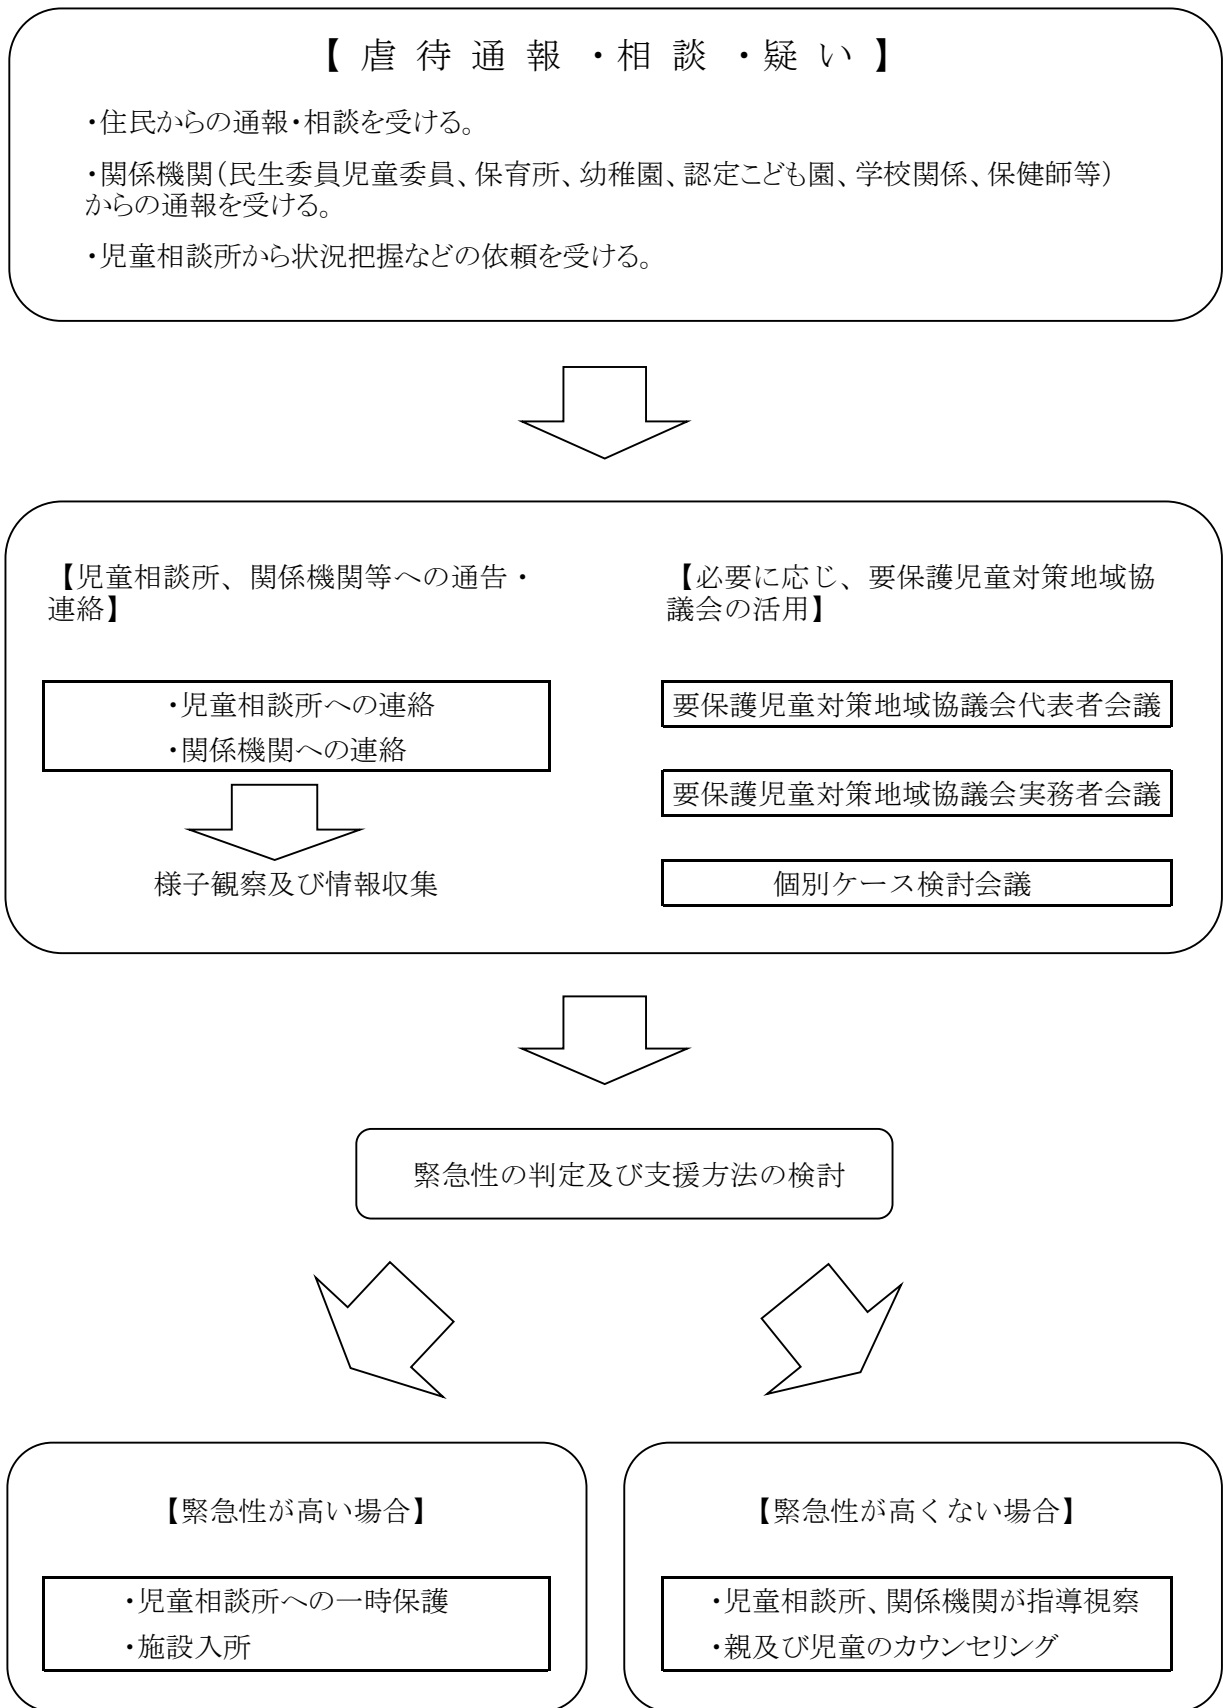 【 虐 待 通 報 ・相 談 ・疑 い 】
・住民からの通報・相談を受ける。
・関係機関（民生委員児童委員、保育所、幼稚園、認定こども園、学校関係、保健師等）
からの通報を受ける。
・児童相談所から状況把握などの依頼を受ける。
【児童相談所、関係機関等への通告・
連絡】
・児童相談所への連絡
・関係機関への連絡
様子観察及び情報収集
【必要に応じ、要保護児童対策地域協
議会の活用】
要保護児童対策地域協議会代表者会議
要保護児童対策地域協議会実務者会議
個別ケース検討会議
緊急性の判定及び支援方法の検討
【緊急性が高い場合】
・児童相談所への一時保護
・施設入所
【緊急性が高くない場合】
・児童相談所、関係機関が指導視察
・親及び児童のカウンセリング